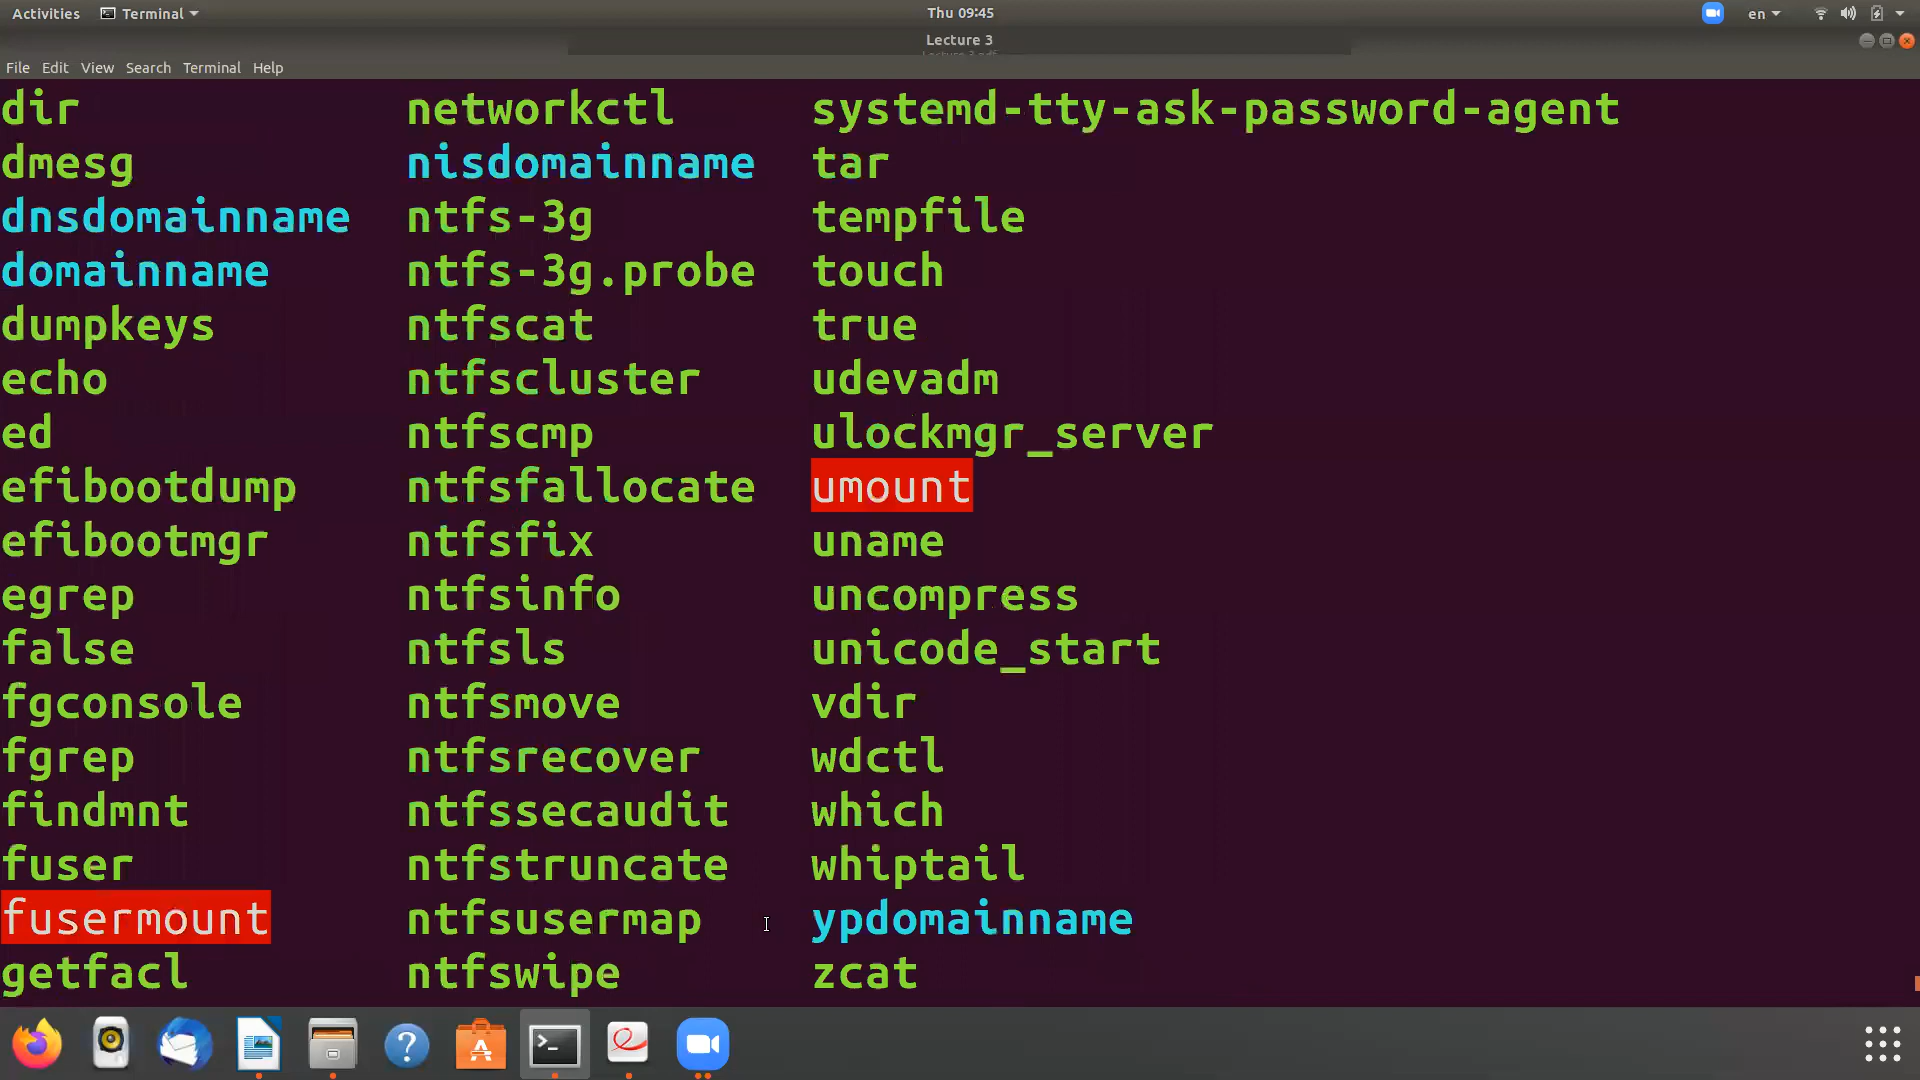 Activities Terminal Thu 09:45 en
Lecture 3
File Edit View Search Terminal Help
dir networkctl systemd-tty-ask-password-agent
dmesg nisdomainname tar
dnsdomainname ntfs-3g tempfile
domainname ntfs-3g.probe touch
dumpkeys ntfscat true
echo ntfscluster udevadm
ed ntfscmp ulockmgr_server
efibootdump ntfsfallocate umount
efibootmgr ntfsfix uname
egrep ntfsinfo uncompress
false ntfsls unicode_start
fgconsole ntfsmove vdir
fgrep ntfsrecover wdctl
findmnt ntfssecaudit which
fuser ntfstruncate whiptail
fusermount ntfsusermap ypdomainname
getfacl ntfswipe zcat